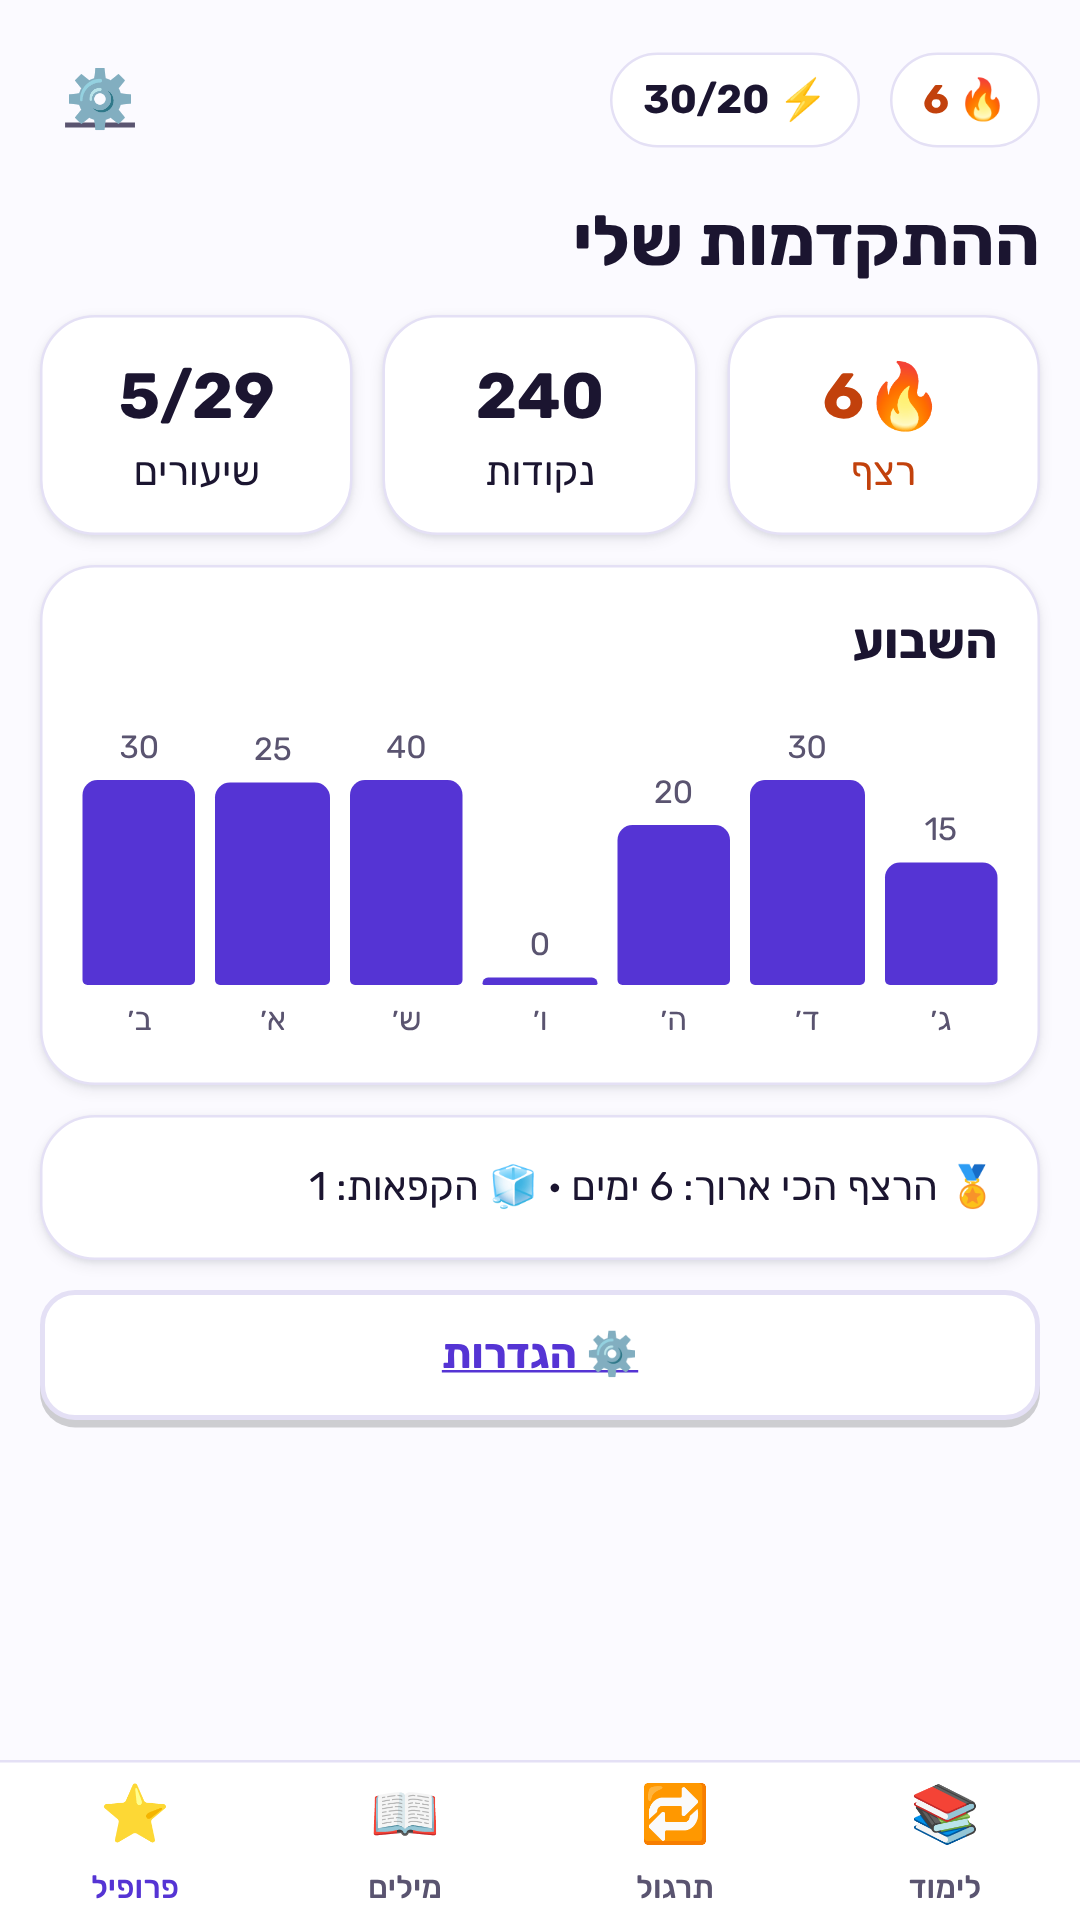 🔥 6
⚡ 30/20
⚙️
ההתקדמות שלי
🔥6
רצף
240
נקודות
5/29
שיעורים
השבוע
15 30 20 0 40 25 30
ג׳ ד׳ ה׳ ו׳ ש׳ א׳ ב׳
🏅 הרצף הכי ארוך: 6 ימים • 🧊 הקפאות: 1
⚙️ הגדרות
📚 🔁 📖 ⭐
לימוד תרגול מילים פרופיל